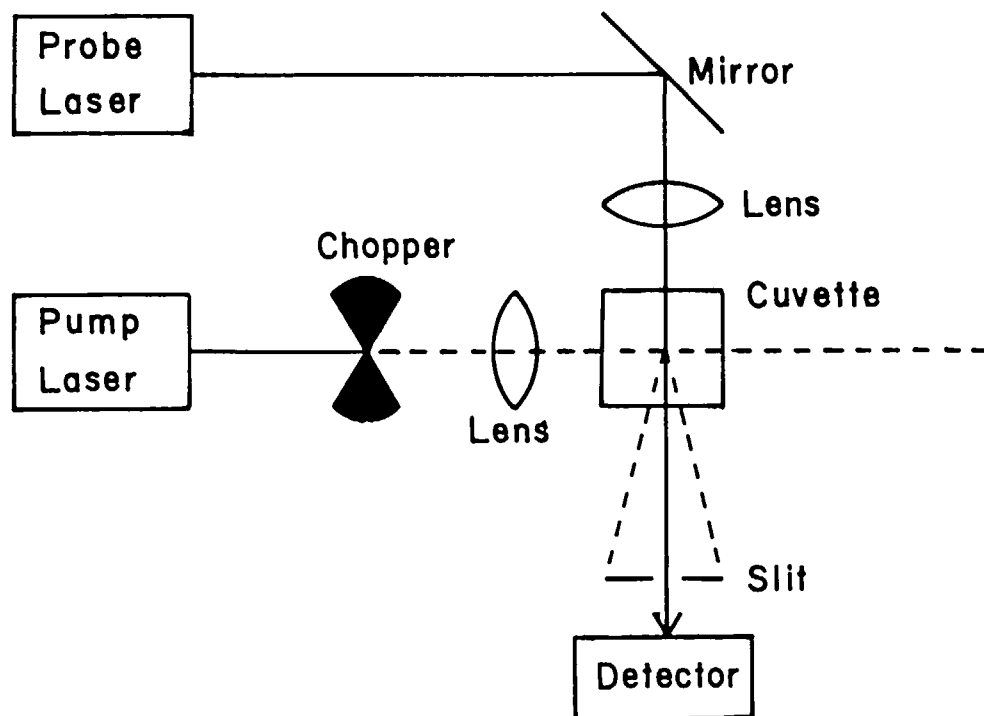 Probe
Laser
Mirror
Lens
Chopper
Cuvette
Pump
Laser
Lens
Slit
Detector